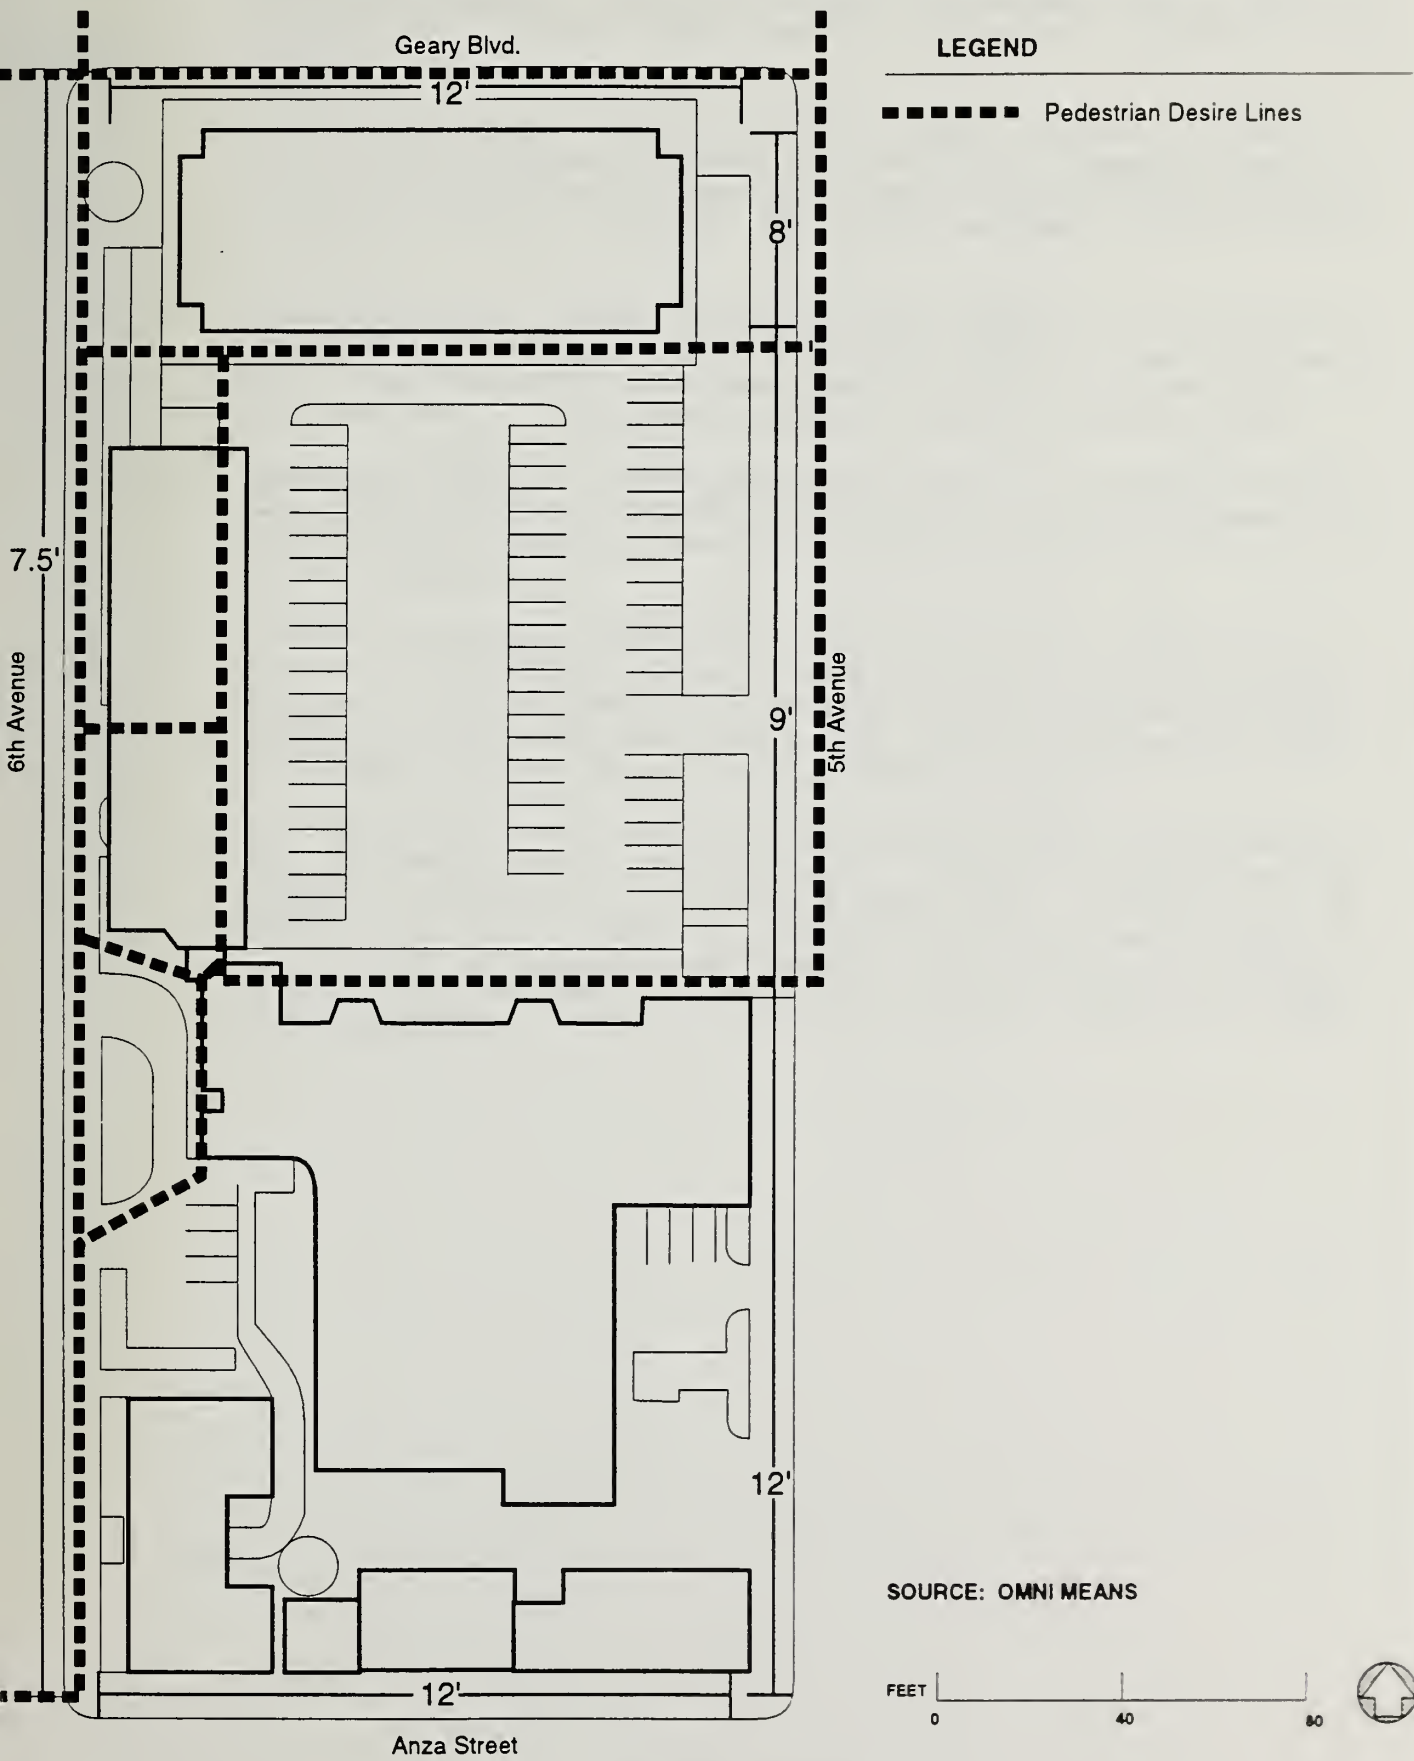 Geary Blvd.
LEGEND
12'
Pedestrian Desire Lines
8'
7.5'
6th Avenue
9'
5th Avenue
12'
SOURCE: OMNI MEANS
12'
FEET
0 40 80
Anza Street